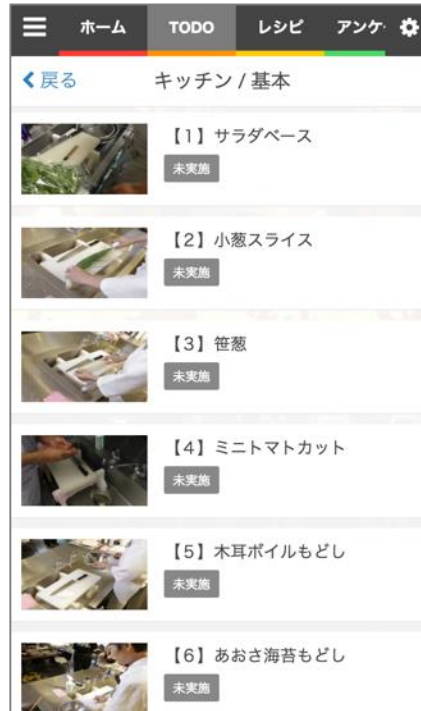 ホーム TODO レシピ アンケ
戻る キッチン / 基本
【1】サラダベース
未実施
【2】小葱スライス
未実施
【3】笹葱
未実施
【4】ミニトマトカット
未実施
【5】木耳ボイルもどし
未実施
【6】あおさ海苔もどし
未実施